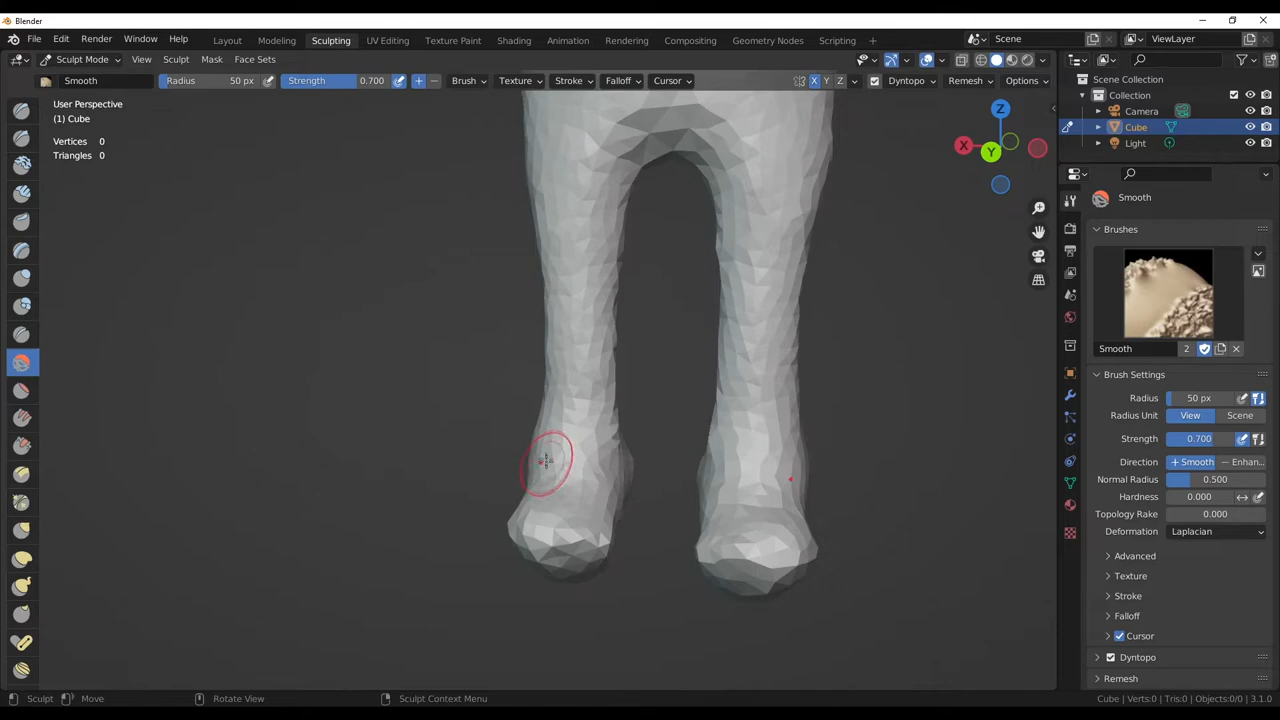 Blender
File Edit Render Window Help Layout Modeling Sculpting UV Editing Texture Paint Shading Animation Rendering Compositing Geometry Nodes Scripting + Scene ViewLayer
Sculpt Mode View Sculpt Mask Face Sets
Smooth Radius 50 px Strength 0.700 + − Brush Texture Stroke Falloff Cursor X Y Z Dyntopo Remesh Options
User Perspective
(1) Cube
Vertices 0
Triangles 0
Z
X
Y
Scene Collection
Collection
Camera
Cube
Light
Smooth
Brushes
Smooth 2
Brush Settings
Radius 50 px
Radius Unit View Scene
Strength 0.700
Direction + Smooth − Enhan...
Normal Radius 0.500
Hardness 0.000
Topology Rake 0.000
Deformation Laplacian
Advanced
Texture
Stroke
Falloff
Cursor
Dyntopo
Remesh
Sculpt Move Rotate View Sculpt Context Menu Cube | Verts:0 | Tris:0 | Objects:0/0 | 3.1.0